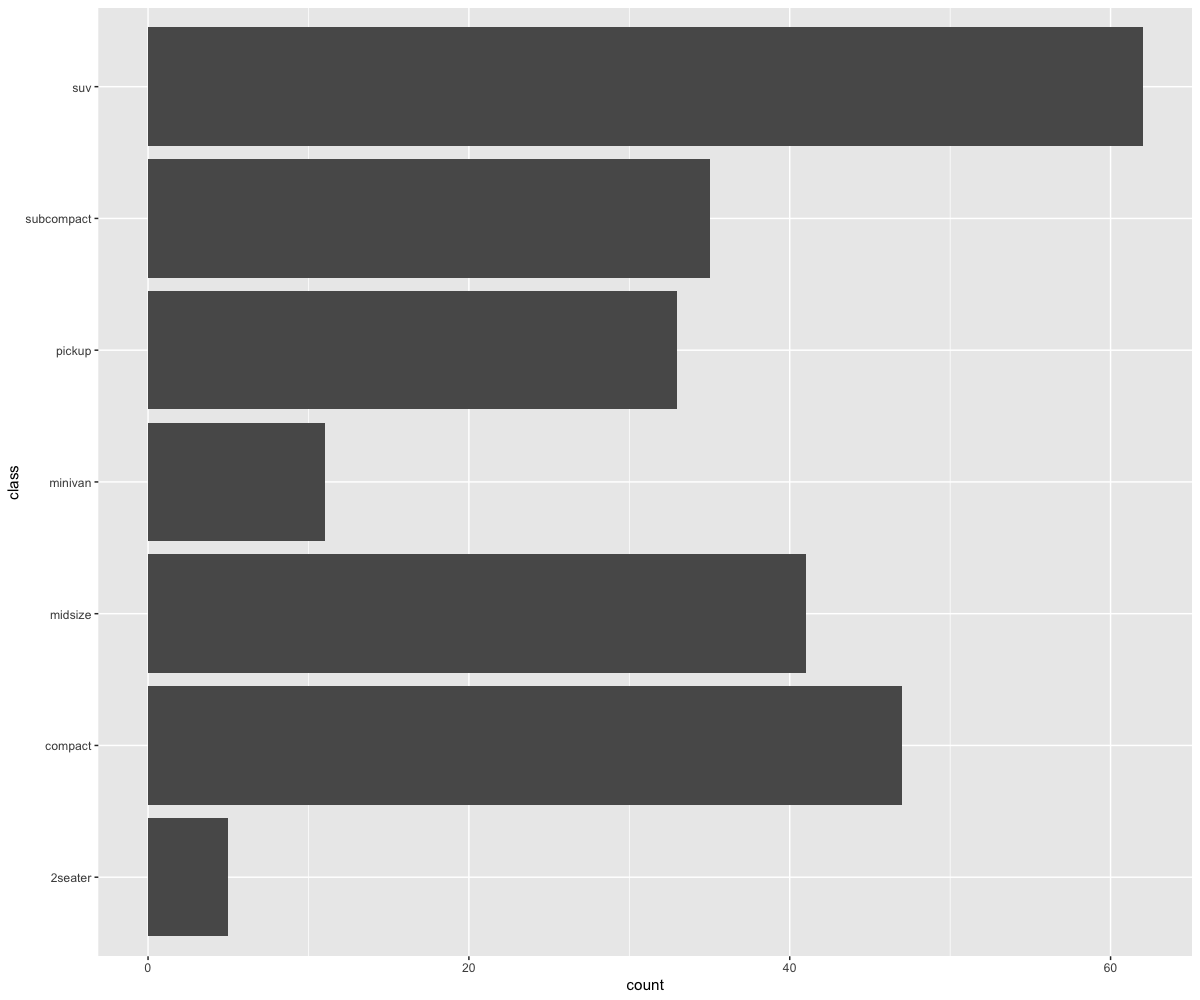 suv
subcompact
pickup
minivan
midsize
compact
2seater
class
0 20 40 60
count